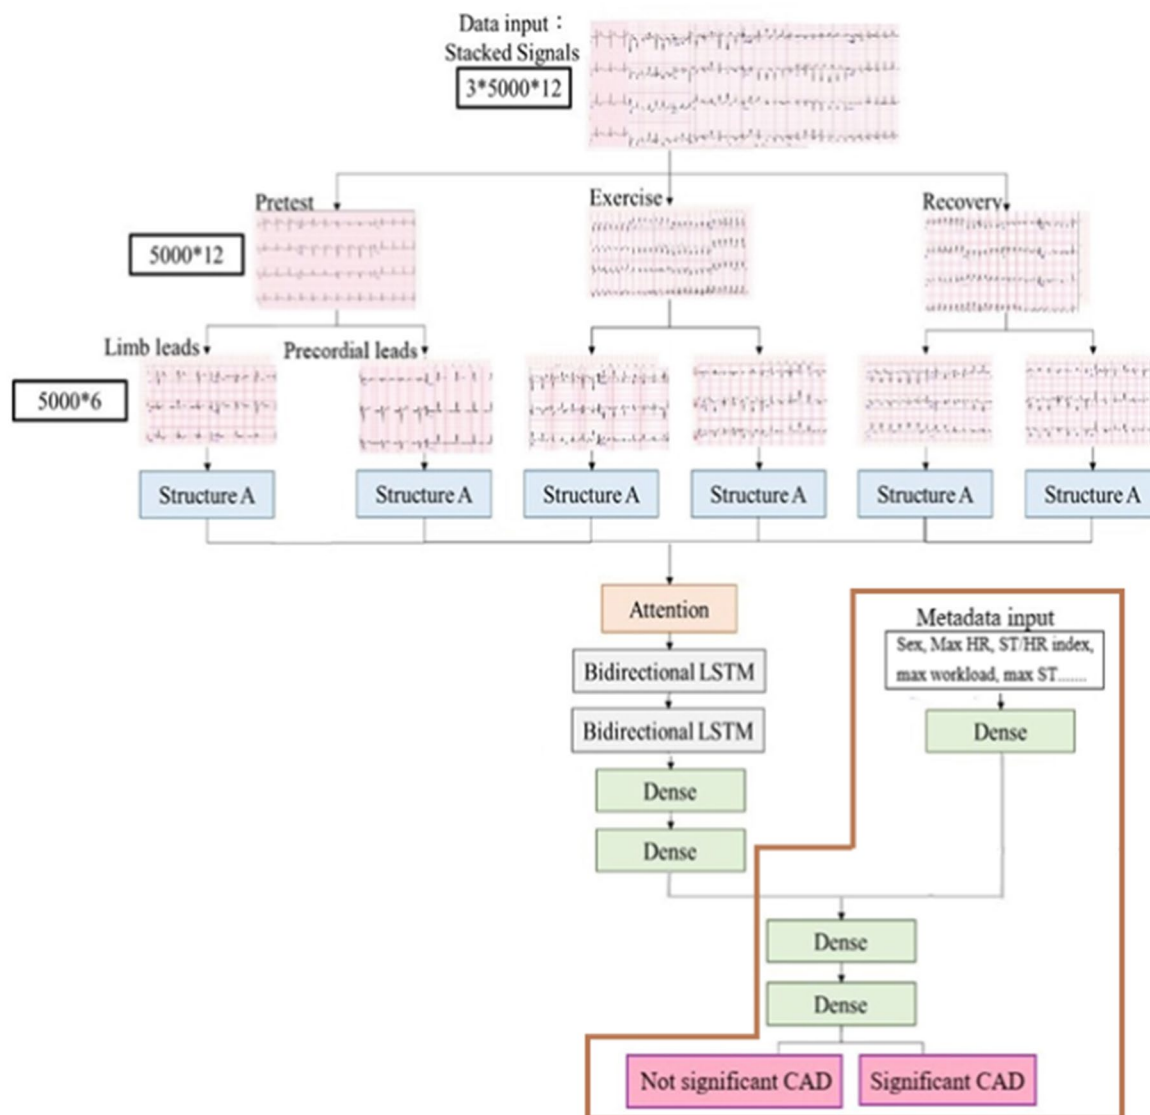 Data input：
Stacked Signals
3*5000*12
Pretest
Exercise
Recovery
5000*12
Limb leads
Precordial leads
5000*6
Structure A
Structure A
Structure A
Structure A
Structure A
Structure A
Attention
Metadata input
Sex, Max HR, ST/HR index,
max workload, max ST.......
Bidirectional LSTM
Bidirectional LSTM
Dense
Dense
Dense
Dense
Dense
Not significant CAD
Significant CAD